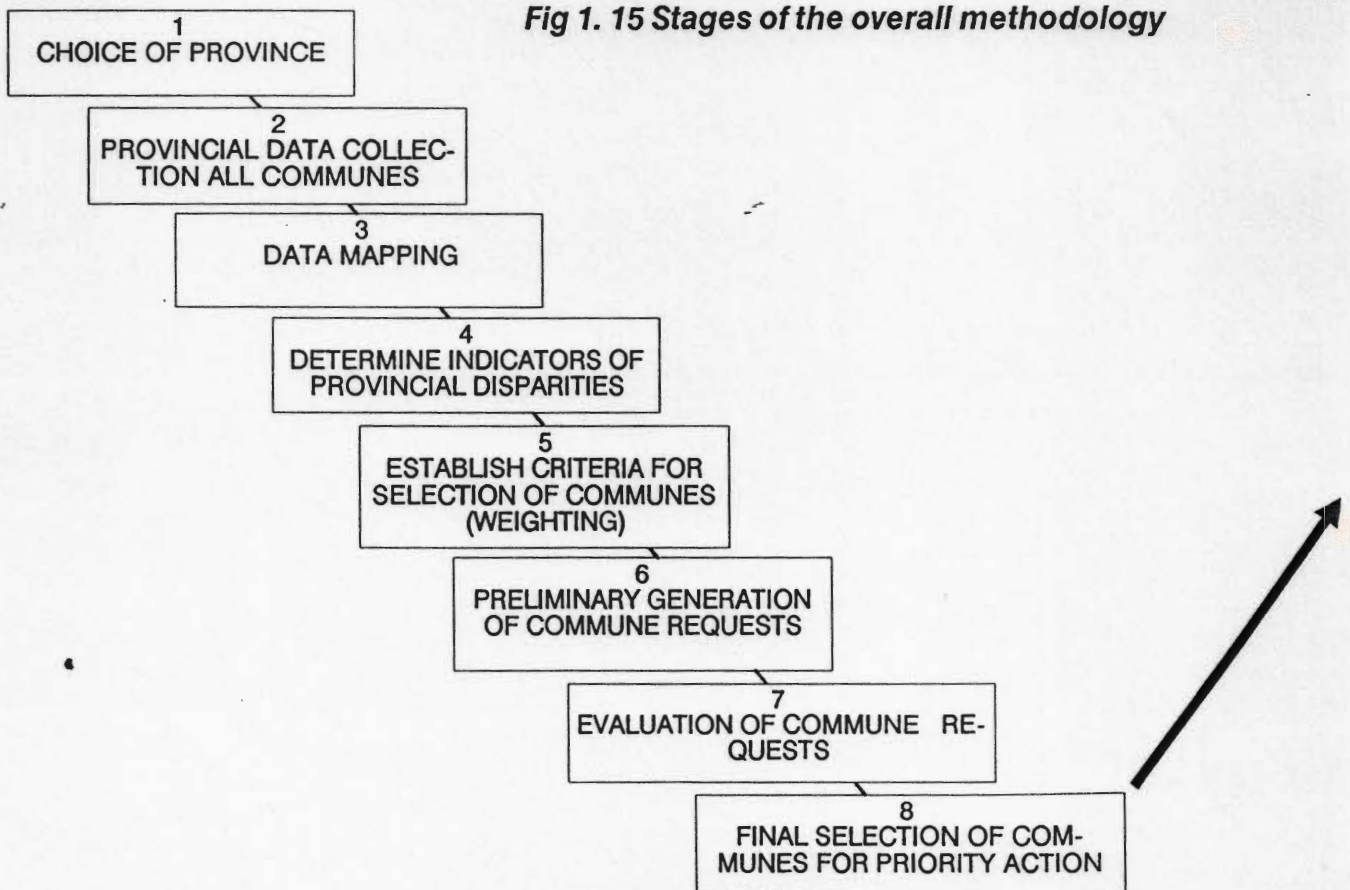 Fig 1. 15 Stages of the overall methodology
1
CHOICE OF PROVINCE
2
PROVINCIAL DATA COLLEC-
TION ALL COMMUNES
3
DATA MAPPING
4
DETERMINE INDICATORS OF
PROVINCIAL DISPARITIES
5
ESTABLISH CRITERIA FOR
SELECTION OF COMMUNES
(WEIGHTING)
6
PRELIMINARY GENERATION
OF COMMUNE REQUESTS
7
EVALUATION OF COMMUNE RE-
QUESTS
8
FINAL SELECTION OF COM-
MUNES FOR PRIORITY ACTION